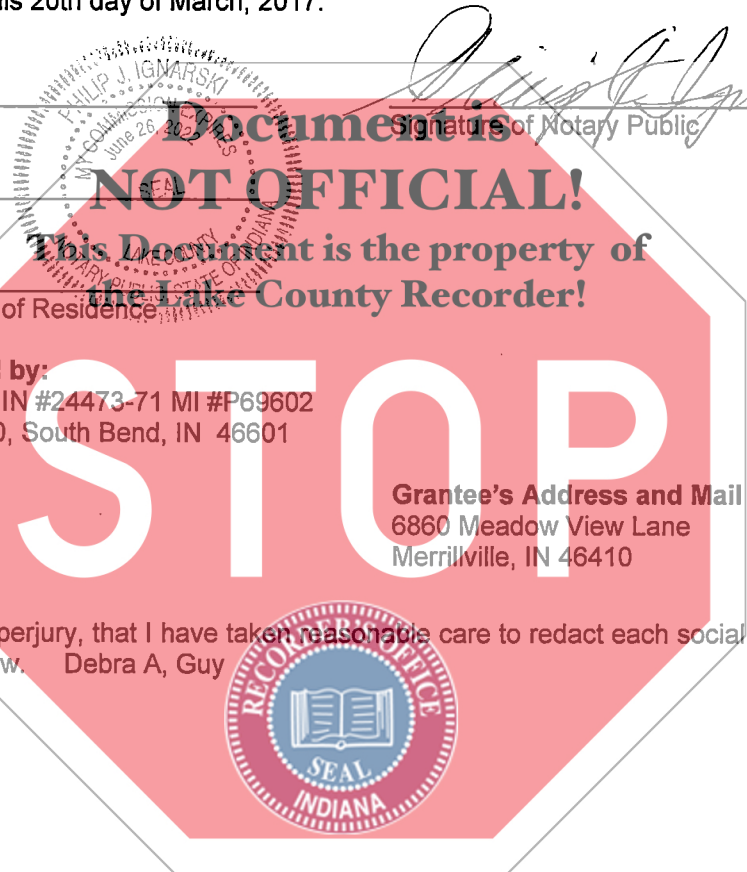 his 20th day of March, 2017.
PHILIP J. IGNARSKI
MY COMMISSION EXPIRES
June 26, 2022
SEAL
LAKE COUNTY
NOTARY PUBLIC STATE OF INDIANA
Signature of Notary Public
Document is
NOT OFFICIAL!
This Document is the property of
the Lake County Recorder!
of Residence
by:
IN #24473-71 MI #P69602
0, South Bend, IN 46601
STOP
Grantee's Address and Mail
6860 Meadow View Lane
Merrillville, IN 46410
perjury, that I have taken reasonable care to redact each social
w. Debra A, Guy
RECORDER'S OFFICE
SEAL
INDIANA